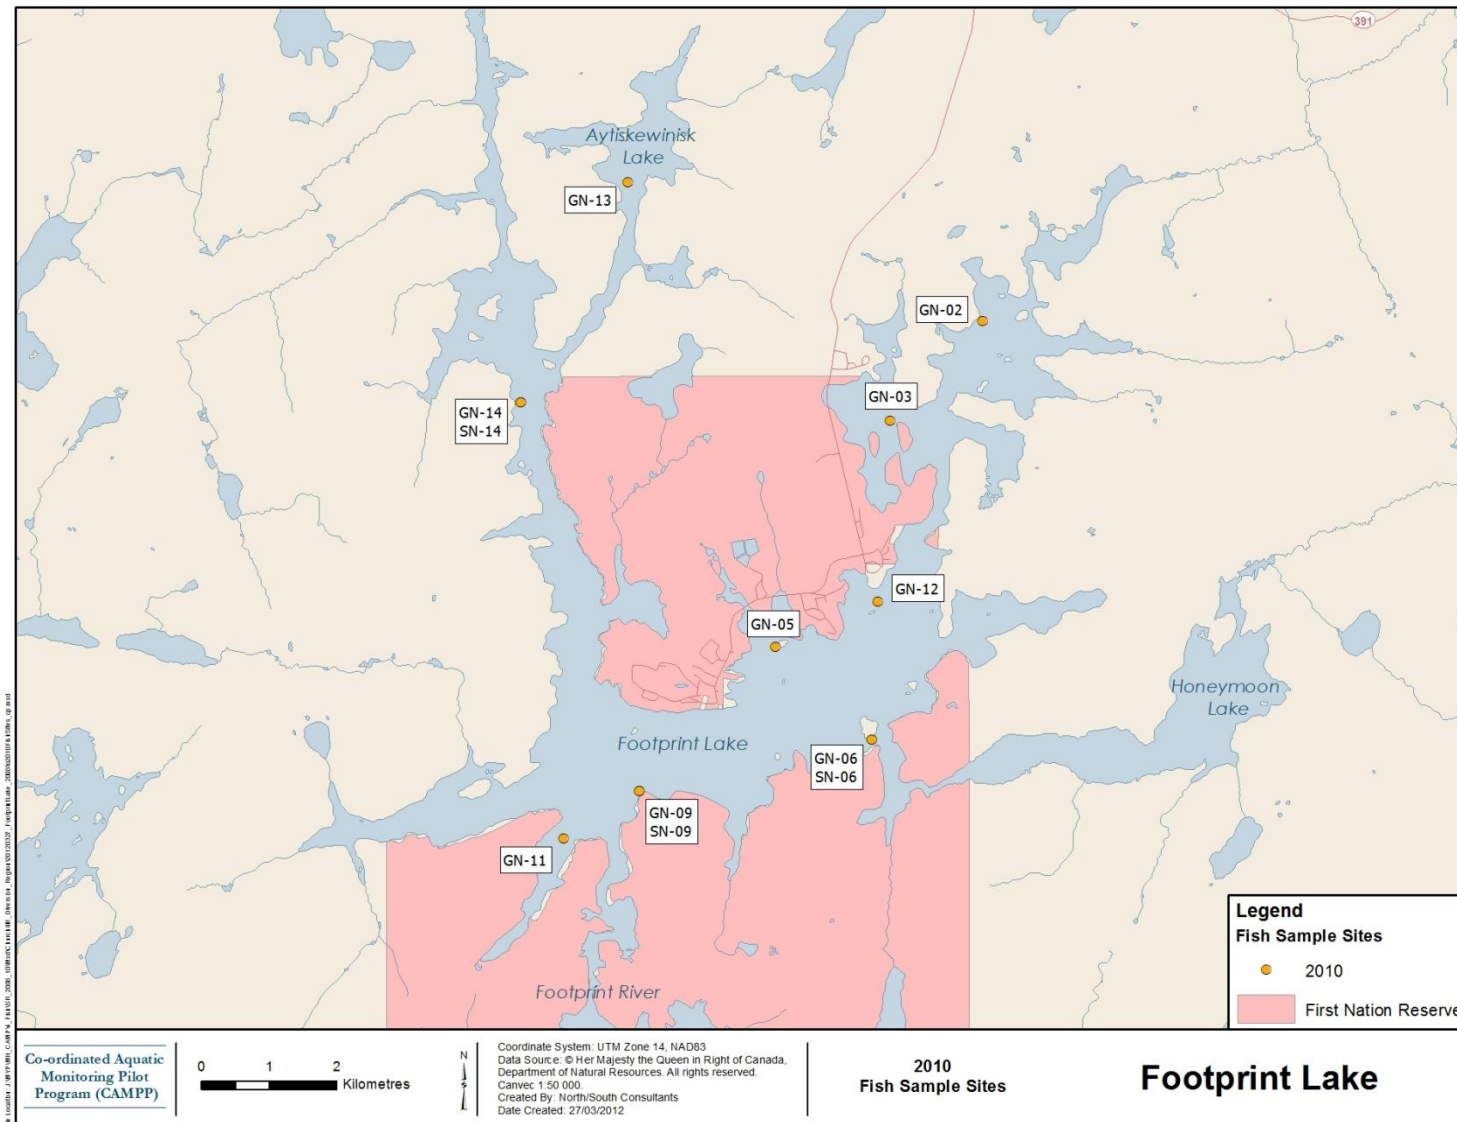 391
Aytiskewinisk
Lake
GN-13
GN-02
GN-14
SN-14
GN-03
GN-12
GN-05
Honeymoon
Lake
Footprint Lake
GN-06
SN-06
GN-09
SN-09
GN-11
Footprint River
Legend
Fish Sample Sites
2010
First Nation Reserve
Co-ordinated Aquatic
Monitoring Pilot
Program (CAMPP)
0 1 2
Kilometres
N
S
Coordinate System: UTM Zone 14, NAD83
Data Source: © Her Majesty the Queen in Right of Canada,
Department of Natural Resources. All rights reserved.
Canvec 1:50 000.
Created By: North/South Consultants
Date Created: 27/03/2012
2010
Fish Sample Sites
Footprint Lake